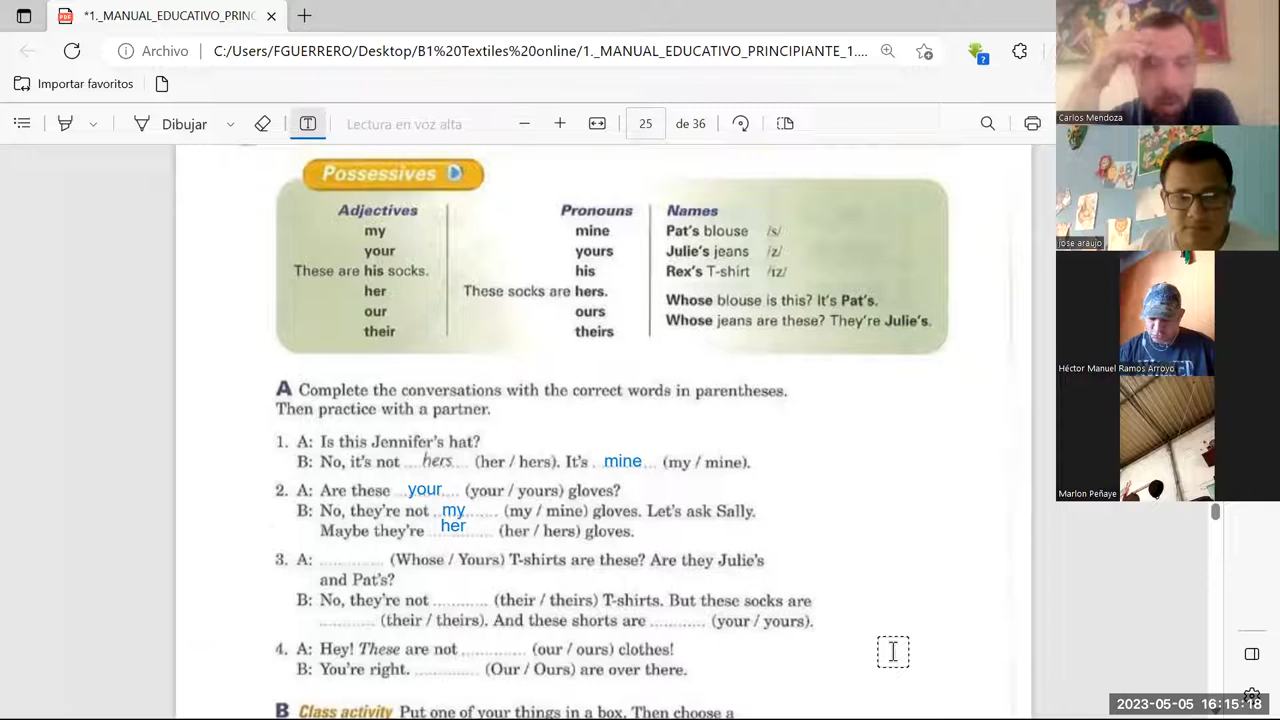 *1._MANUAL_EDUCATIVO_PRINC
Archivo
C:/Users/FGUERRERO/Desktop/B1%20Textiles%20online/1._MANUAL_EDUCATIVO_PRINCIPIANTE_1....
Importar favoritos
Dibujar
Lectura en voz alta
25
de 36
Possessives
Adjectives Pronouns Names
my mine Pat's blouse /s/
your yours Julie's jeans /z/
These are his socks. his Rex's T-shirt /ɪz/
her These socks are hers.
Whose blouse is this? It's Pat's.
our ours
Whose jeans are these? They're Julie's.
their theirs
A Complete the conversations with the correct words in parentheses.
Then practice with a partner.
1. A: Is this Jennifer's hat?
B: No, it's not ....hers.... (her / hers). It's . mine ... (my / mine).
2. A: Are these ...your.... (your / yours) gloves?
B: No, they're not ..my....... (my / mine) gloves. Let's ask Sally.
Maybe they're her (her / hers) gloves.
3. A: ............ (Whose / Yours) T-shirts are these? Are they Julie's
and Pat's?
B: No, they're not .......... (their / theirs) T-shirts. But these socks are
.......... (their / theirs). And these shorts are .......... (your / yours).
4. A: Hey! These are not ............ (our / ours) clothes!
B: You're right. ............ (Our / Ours) are over there.
B Class activity Put one of your things in a box. Then choose a
Carlos Mendoza
jose araujo
Héctor Manuel Ramos Arroyo
Marlon Peñaye
2023-05-05 16:15:18